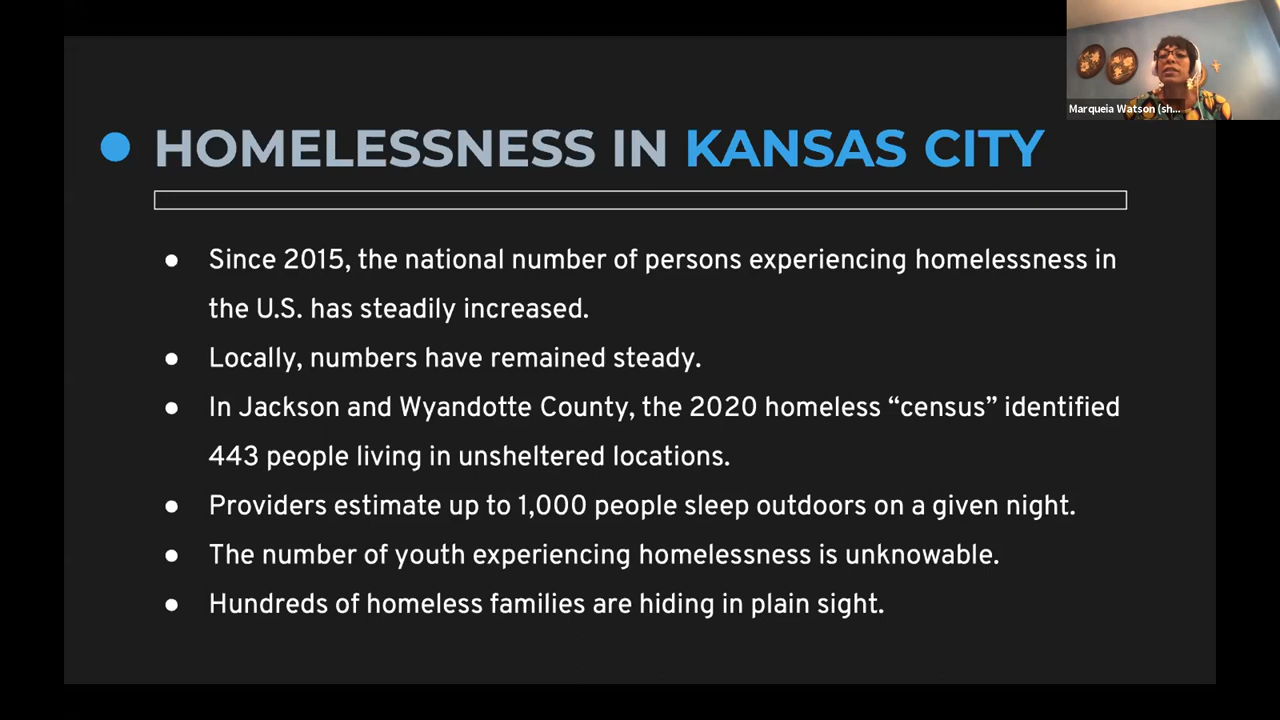 Marqueia Watson (sh...
HOMELESSNESS IN KANSAS CITY
● Since 2015, the national number of persons experiencing homelessness in
the U.S. has steadily increased.
● Locally, numbers have remained steady.
● In Jackson and Wyandotte County, the 2020 homeless “census” identified
443 people living in unsheltered locations.
● Providers estimate up to 1,000 people sleep outdoors on a given night.
● The number of youth experiencing homelessness is unknowable.
● Hundreds of homeless families are hiding in plain sight.